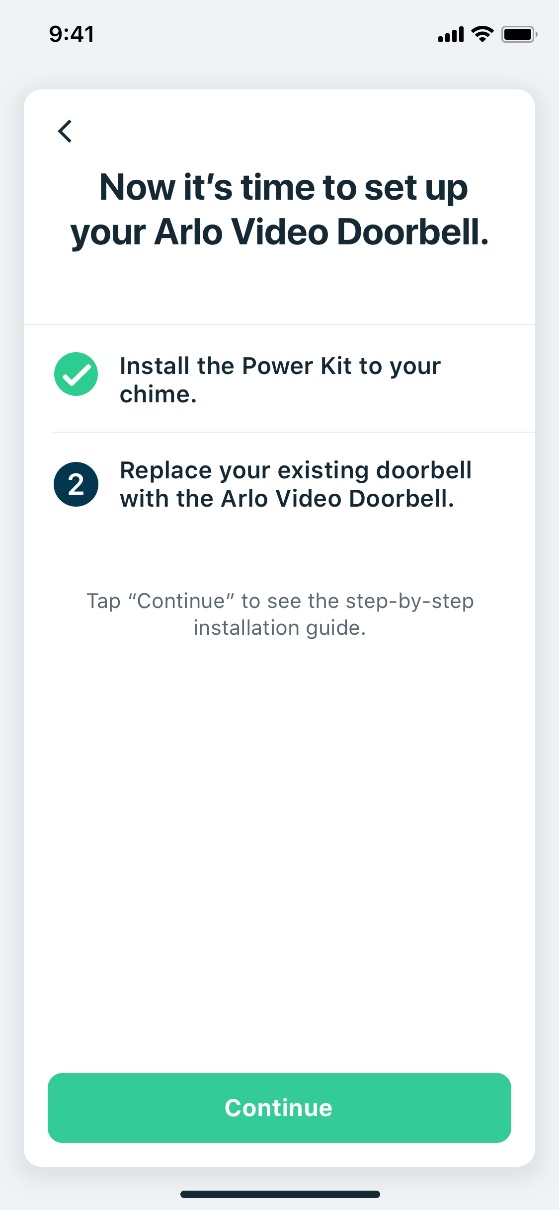 9:41
Now it’s time to set up
your Arlo Video Doorbell.
Install the Power Kit to your
chime.
2
Replace your existing doorbell
with the Arlo Video Doorbell.
Tap “Continue” to see the step-by-step
installation guide.
Continue